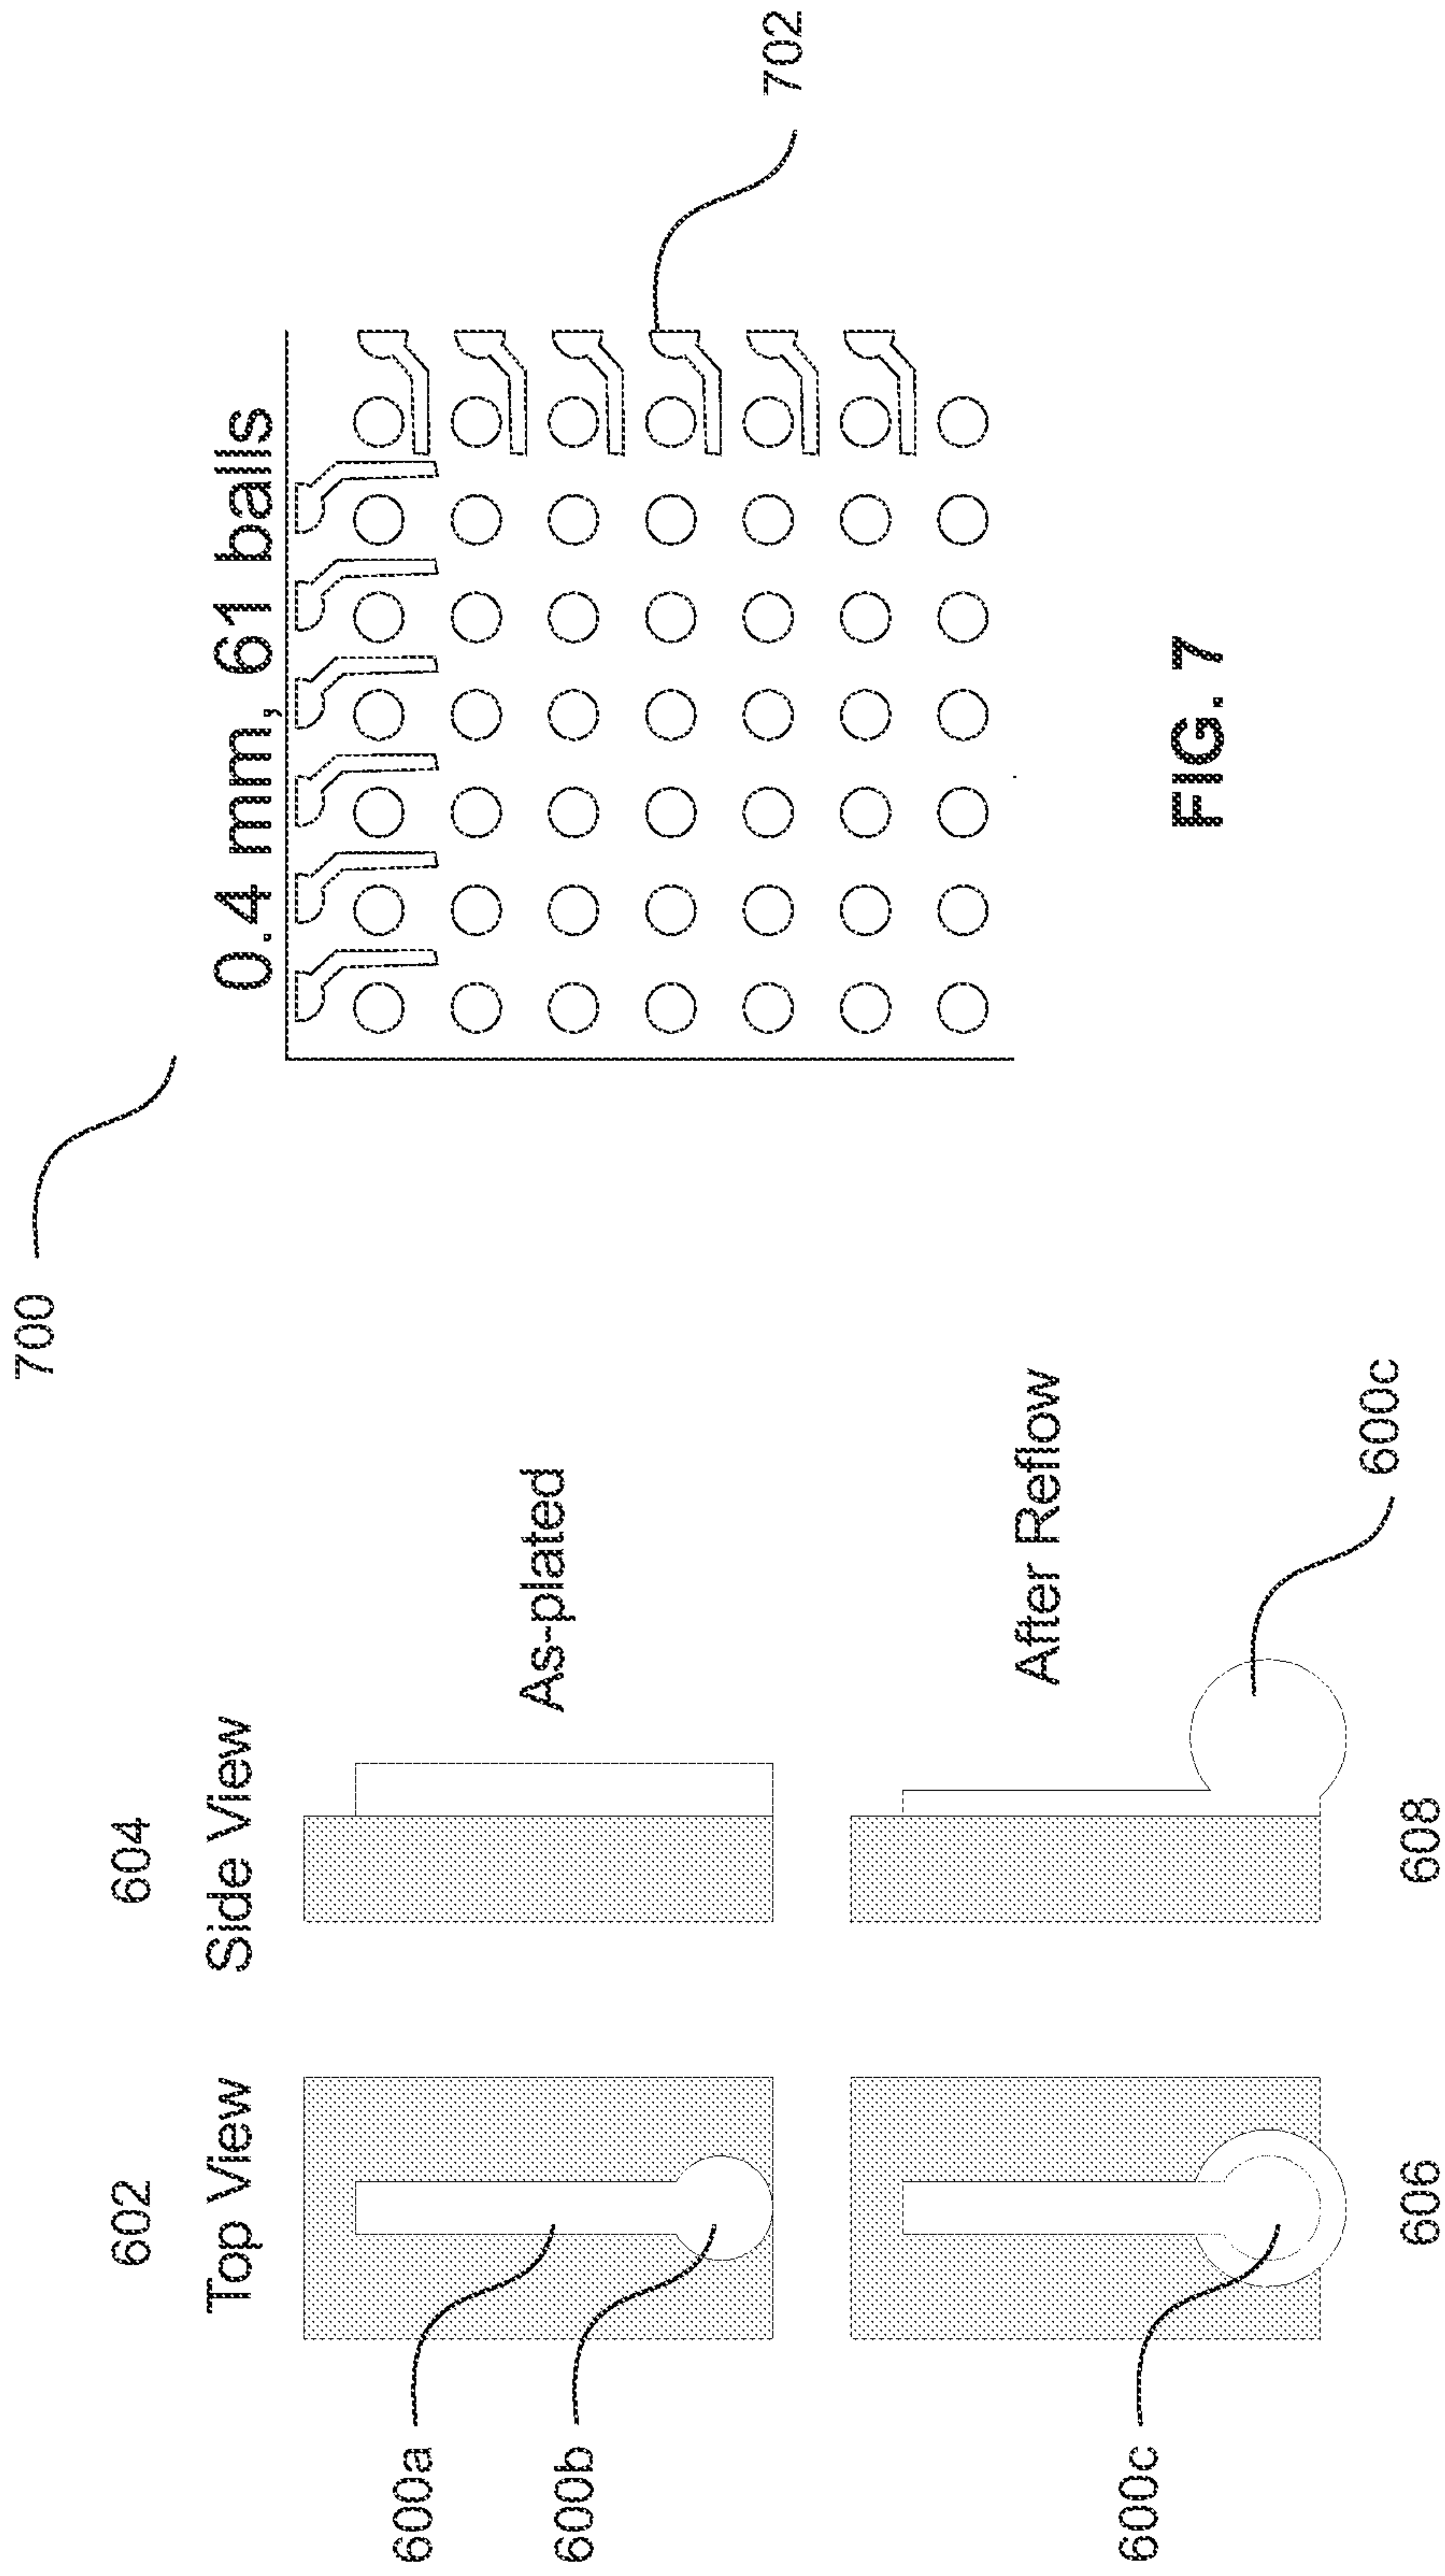 602
604
Top View
Side View
600a
600b
As-plated
600c
After Reflow
600c
606
608
700
0.4 mm, 61 balls
702
FIG. 7